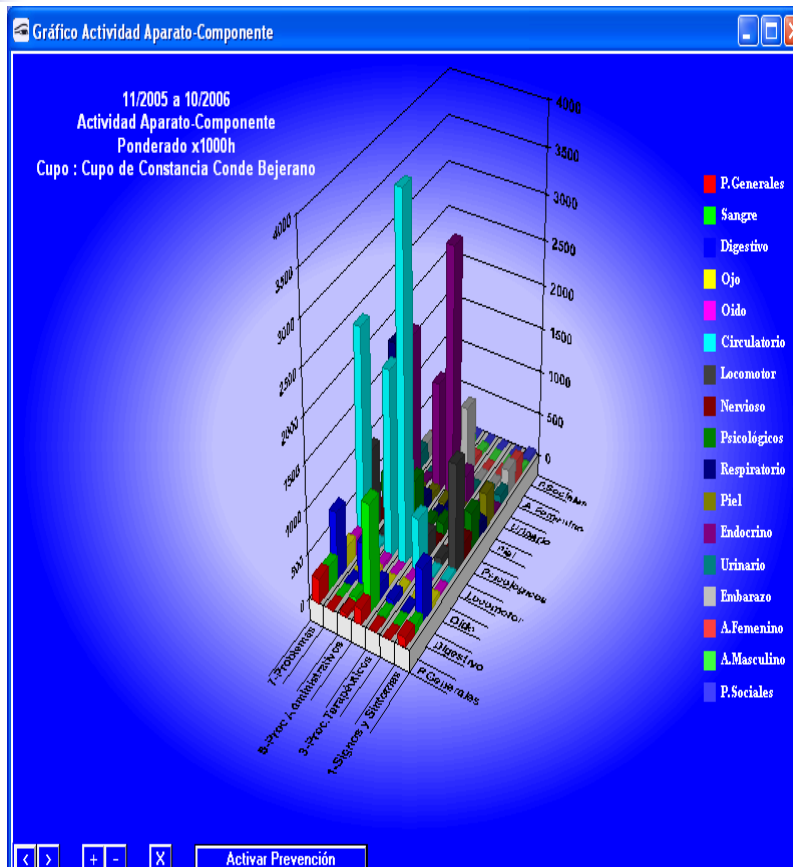 Gráfico Actividad Aparato-Componente
11/2005 a 10/2006
Actividad Aparato-Componente
Ponderado x1000h
Cupo : Cupo de Constancia Conde Bejerano
4000
3500
3000
2500
2000
1500
1000
500
0
4000
3500
3000
2500
2000
1500
1000
500
0
P.Sociales
A.Femenino
Urinario
Piel
Psicológicos
Locomotor
Oido
Digestivo
P.Generales
7-Problemas
5-Proc.Administrativos
3-Proc.Terapéuticos
1-Signos y Síntomas
P.Generales
Sangre
Digestivo
Ojo
Oido
Circulatorio
Locomotor
Nervioso
Psicológicos
Respiratorio
Piel
Endocrino
Urinario
Embarazo
A.Femenino
A.Masculino
P.Sociales
< > + - X Activar Prevención